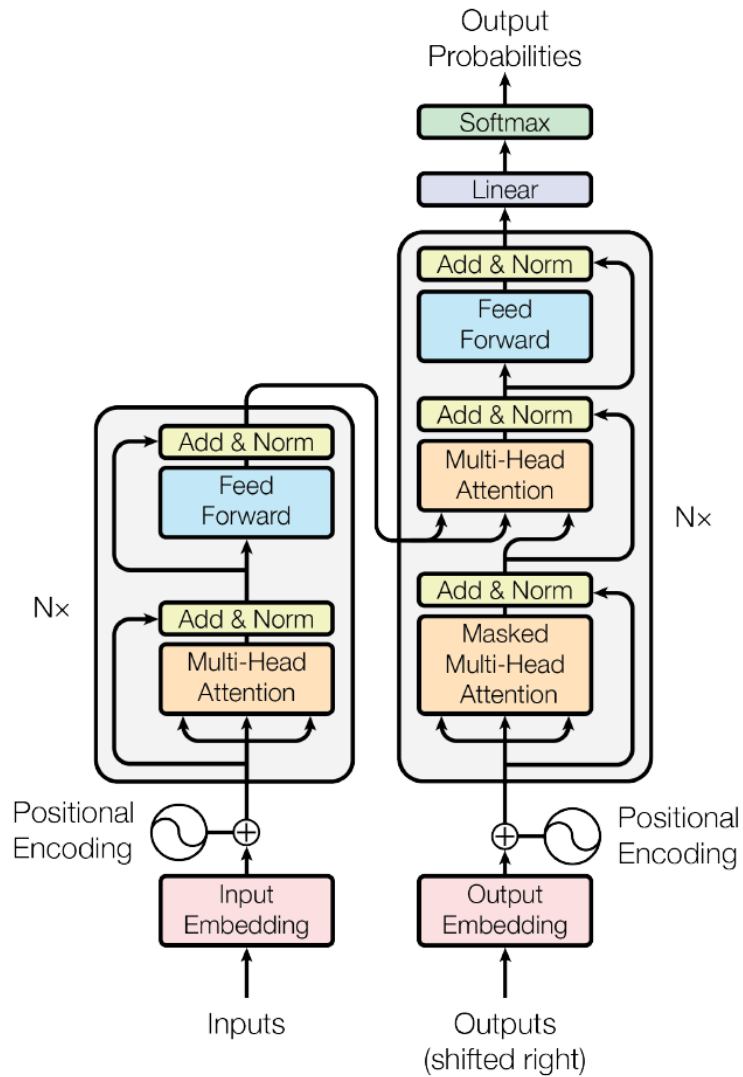 Output
Probabilities
Softmax
Linear
Add & Norm
Feed
Forward
Add & Norm
Multi-Head
Attention
Add & Norm
Masked
Multi-Head
Attention
N×
Add & Norm
Feed
Forward
Add & Norm
Multi-Head
Attention
N×
Positional
Encoding
Positional
Encoding
Input
Embedding
Output
Embedding
Inputs
Outputs
(shifted right)